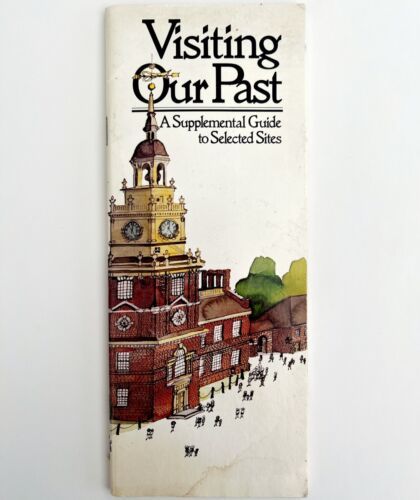 Visiting
Our Past
A Supplemental Guide
to Selected Sites